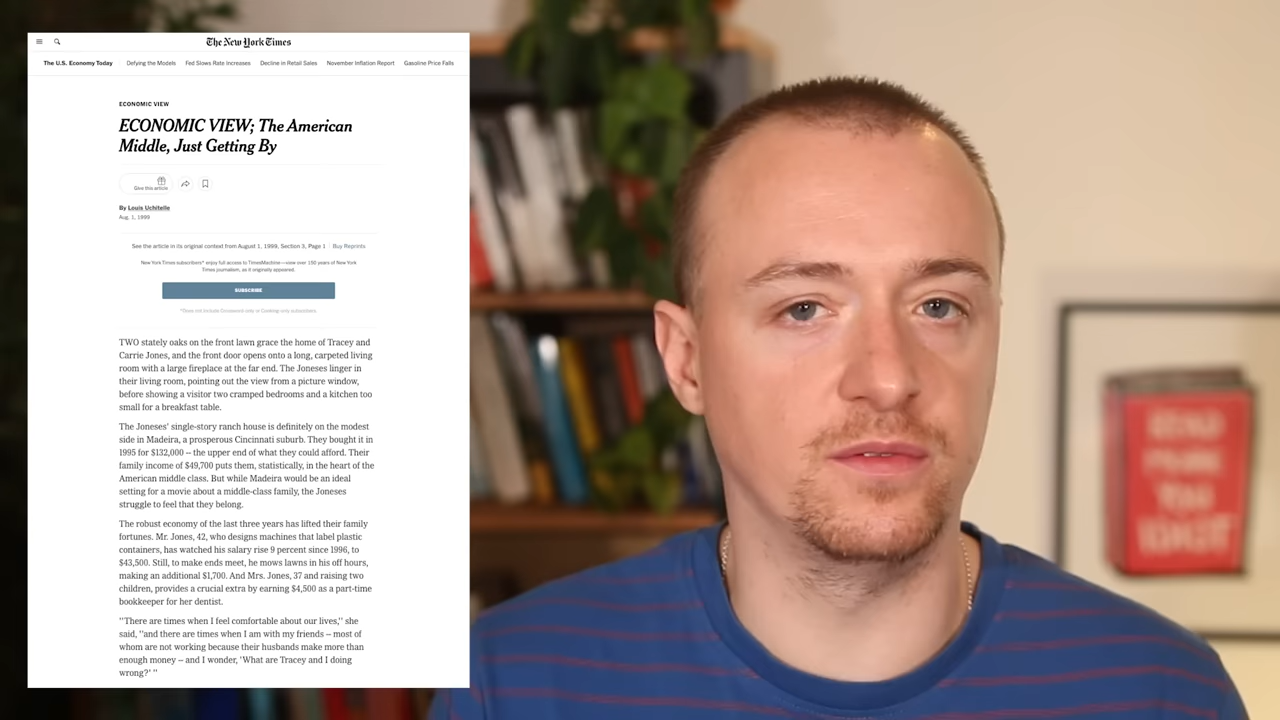 The New York Times
The U.S. Economy Today Defying the Models Fed Slows Rate Increases Decline in Retail Sales November Inflation Report Gasoline Price Falls
ECONOMIC VIEW
ECONOMIC VIEW; The American
Middle, Just Getting By
Give this article
By Louis Uchitelle
Aug. 1, 1999
See the article in its original context from August 1, 1999, Section 3, Page 1 | Buy Reprints
New York Times subscribers* enjoy full access to TimesMachine—view over 150 years of New
York Times journalism, as it originally appeared.
SUBSCRIBE
*Does not include Crossword-only or Cooking-only subscribers.
TWO stately oaks on the front lawn grace the home of Tracey and
Carrie Jones, and the front door opens onto a long, carpeted living
room with a large fireplace at the far end. The Joneses linger in
their living room, pointing out the view from a picture window,
before showing a visitor two cramped bedrooms and a kitchen too
small for a breakfast table.
The Joneses' single-story ranch house is definitely on the modest
side in Madeira, a prosperous Cincinnati suburb. They bought it in
1995 for $132,000 -- the upper end of what they could afford. Their
family income of $49,700 puts them, statistically, in the heart of the
American middle class. But while Madeira would be an ideal
setting for a movie about a middle-class family, the Joneses
struggle to feel that they belong.
The robust economy of the last three years has lifted their family
fortunes. Mr. Jones, 42, who designs machines that label plastic
containers, has watched his salary rise 9 percent since 1996, to
$43,500. Still, to make ends meet, he mows lawns in his off hours,
making an additional $1,700. And Mrs. Jones, 37 and raising two
children, provides a crucial extra by earning $4,500 as a part-time
bookkeeper for her dentist.
''There are times when I feel comfortable about our lives,'' she
said, ''and there are times when I am with my friends -- most of
whom are not working because their husbands make more than
enough money -- and I wonder, 'What are Tracey and I doing
wrong?' ''
READ
MORE
YOU
IDIOT